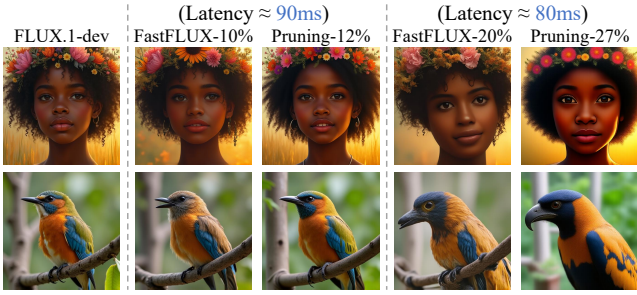 (Latency ≈ 90ms) (Latency ≈ 80ms)
FLUX.1-dev FastFLUX-10% Pruning-12% FastFLUX-20% Pruning-27%